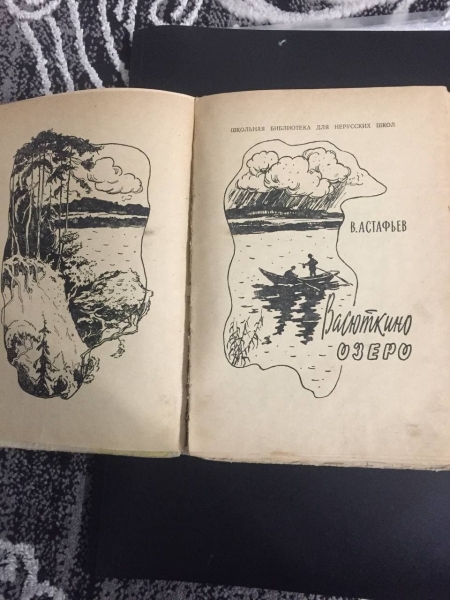 ШКОЛЬНАЯ БИБЛИОТЕКА ДЛЯ НЕРУССКИХ ШКОЛ
В.АСТАФЬЕВ
Васюткино
ОЗЕРО